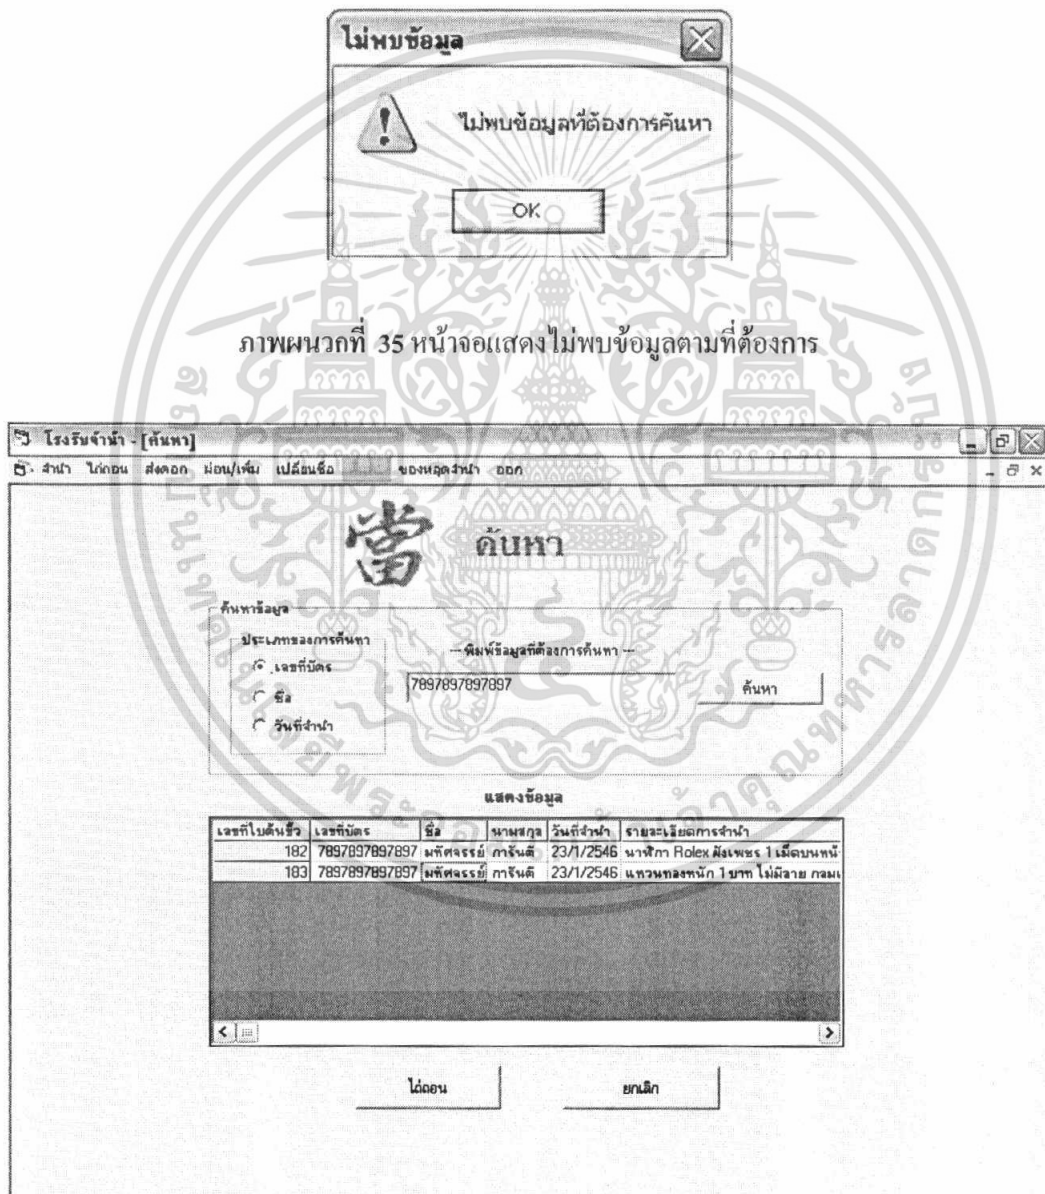 ไม่พบข้อมูล
ไม่พบข้อมูลที่ต้องการค้นหา
OK
ภาพผนวกที่ 35 หน้าจอแสดงไม่พบข้อมูลตามที่ต้องการ
โรงรับจำนำ - [ค้นหา]
จำนำ ไถ่ถอน ส่งดอก ผ่อน/เพิ่ม เปลี่ยนชื่อ ของหลุดจำนำ ออก
當 ค้นหา
ค้นหาข้อมูล
ประเภทของการค้นหา
--- พิมพ์ข้อมูลที่ต้องการค้นหา ---
เลขที่บัตร
7897897897897
ค้นหา
ชื่อ
วันที่จำนำ
แสดงข้อมูล
เลขที่ใบต้นขั้ว เลขที่บัตร ชื่อ นามสกุล วันที่จำนำ รายละเอียดการจำนำ
182 7897897897897 มหัศจรรย์ การันตี 23/1/2546 นาฬิกา Rolex ฝังเพชร 1 เม็ดบนหน้
183 7897897897897 มหัศจรรย์ การันตี 23/1/2546 แหวนทองหนัก 1 บาท ไม่มีลาย กลมเ
ไถ่ถอน ยกเลิก